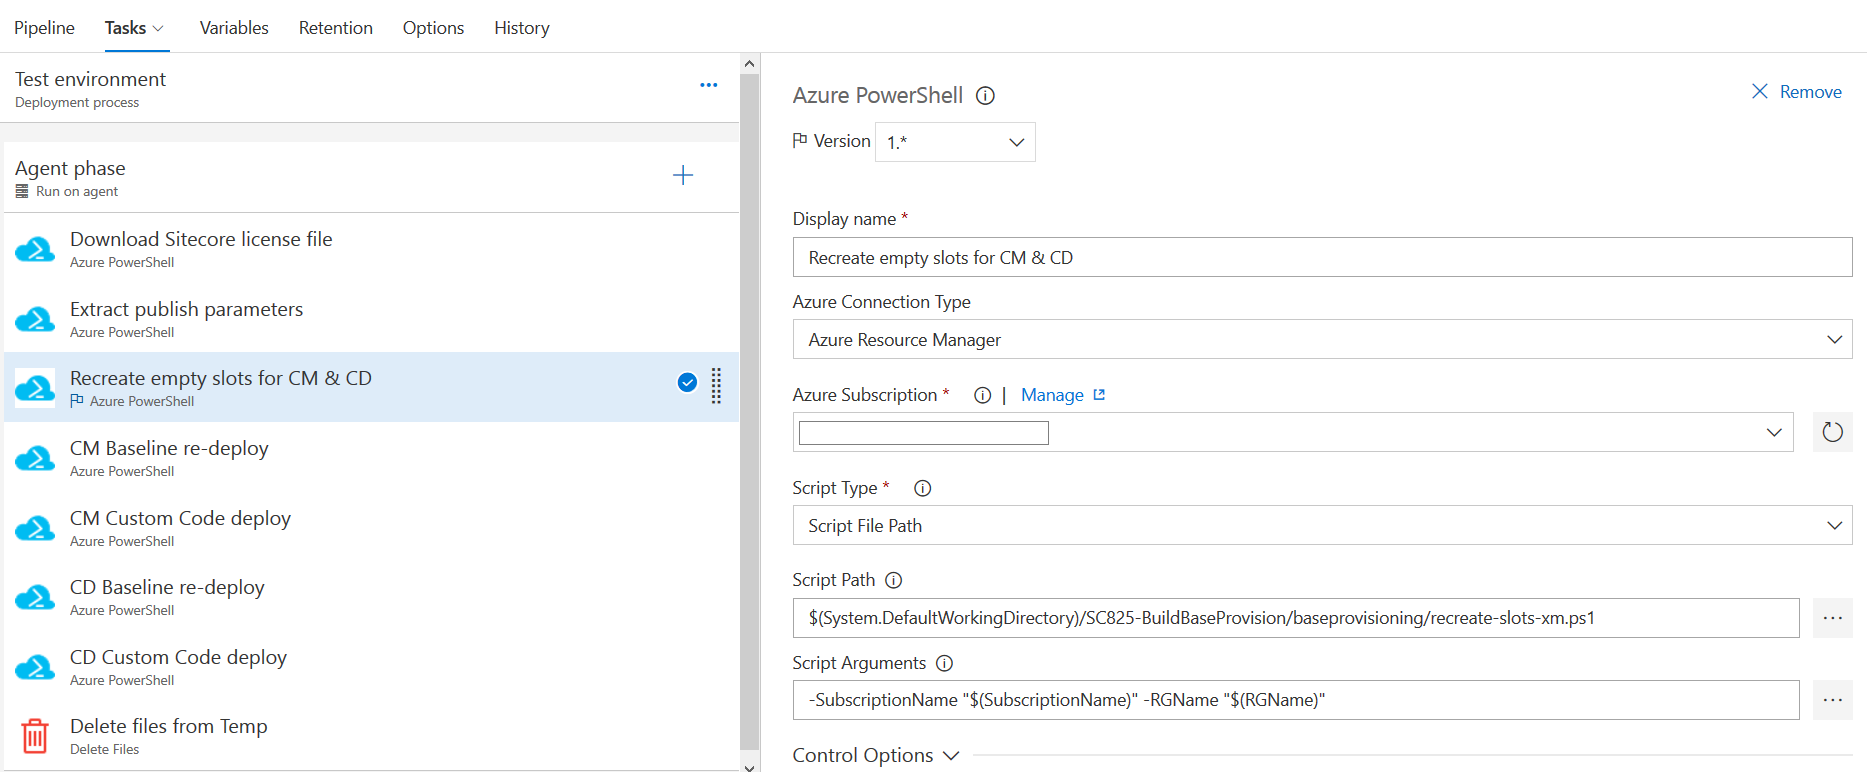 Pipeline Tasks Variables Retention Options History
Test environment
Deployment process
Agent phase
Run on agent
Download Sitecore license file
Azure PowerShell
Extract publish parameters
Azure PowerShell
Recreate empty slots for CM & CD
Azure PowerShell
CM Baseline re-deploy
Azure PowerShell
CM Custom Code deploy
Azure PowerShell
CD Baseline re-deploy
Azure PowerShell
CD Custom Code deploy
Azure PowerShell
Delete files from Temp
Delete Files
Azure PowerShell
Remove
Version 1.*
Display name *
Recreate empty slots for CM & CD
Azure Connection Type
Azure Resource Manager
Azure Subscription * | Manage
Script Type *
Script File Path
Script Path
$(System.DefaultWorkingDirectory)/SC825-BuildBaseProvision/baseprovisioning/recreate-slots-xm.ps1
Script Arguments
-SubscriptionName "$(SubscriptionName)" -RGName "$(RGName)"
Control Options